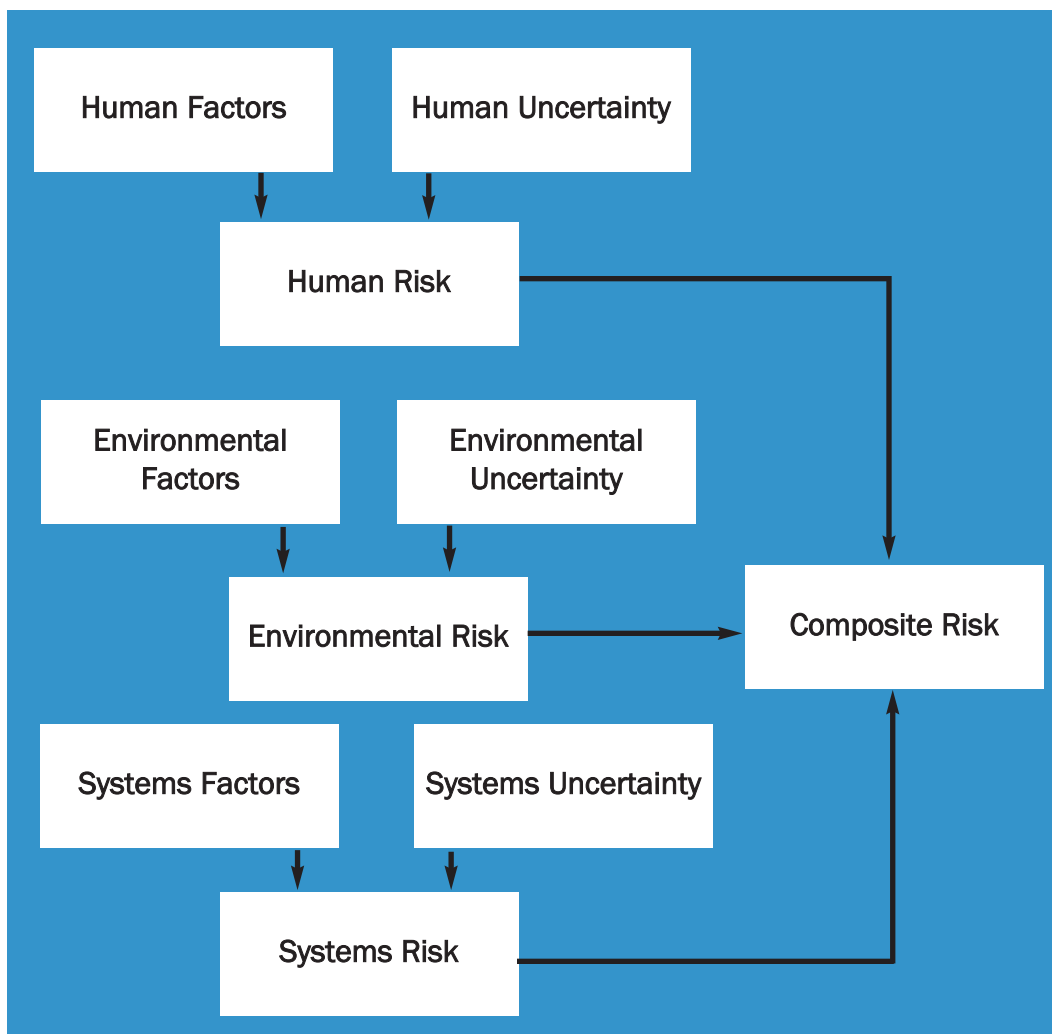 Human Factors
Human Uncertainty
Human Risk
Environmental
Factors
Environmental
Uncertainty
Environmental Risk
Composite Risk
Systems Factors
Systems Uncertainty
Systems Risk